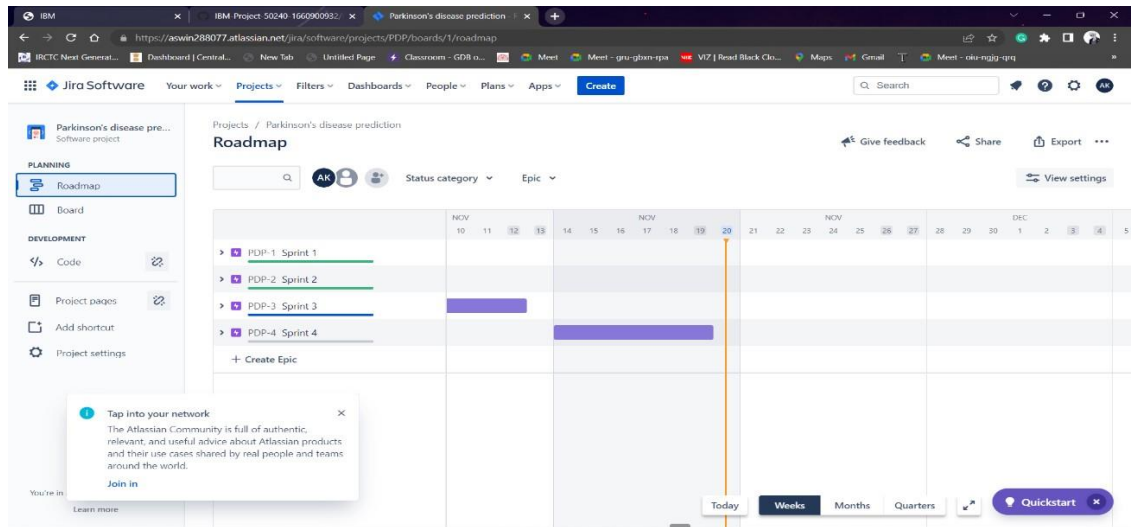 IBM
IBM-Project-50240-1660900932/
Parkinson's disease prediction -
https://aswin288077.atlassian.net/jira/software/projects/PDP/boards/1/roadmap
IRCTC Next Generat...
Dashboard | Central...
New Tab
Untitled Page
Classroom - GDB o...
Meet
Meet - gru-gbxn-rpa
VIZ | Read Black Clo...
Maps
Gmail
Meet - oiu-ngjg-qrq
Jira Software
Your work
Projects
Filters
Dashboards
People
Plans
Apps
Create
Search
AK
Parkinson's disease pre...
Software project
PLANNING
Roadmap
Board
DEVELOPMENT
Code
Project pages
Add shortcut
Project settings
Projects / Parkinson's disease prediction
Roadmap
Give feedback
Share
Export
AK
Status category
Epic
View settings
NOV
NOV
NOV
DEC
10 11 12 13 14 15 16 17 18 19 20 21 22 23 24 25 26 27 28 29 30 1 2 3 4 5
PDP-1 Sprint 1
PDP-2 Sprint 2
PDP-3 Sprint 3
PDP-4 Sprint 4
+ Create Epic
Tap into your network
The Atlassian Community is full of authentic,
relevant, and useful advice about Atlassian products
and their use cases shared by real people and teams
around the world.
Join in
You're in
Learn more
Today
Weeks
Months
Quarters
Quickstart